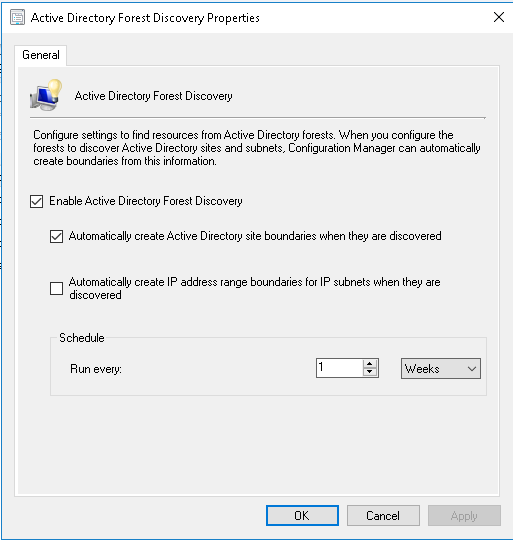 Active Directory Forest Discovery Properties
General
Active Directory Forest Discovery
Configure settings to find resources from Active Directory forests. When you configure the
forests to discover Active Directory sites and subnets, Configuration Manager can automatically
create boundaries from this information.
Enable Active Directory Forest Discovery
Automatically create Active Directory site boundaries when they are discovered
Automatically create IP address range boundaries for IP subnets when they are
discovered
Schedule
Run every: 1 Weeks
OK Cancel Apply